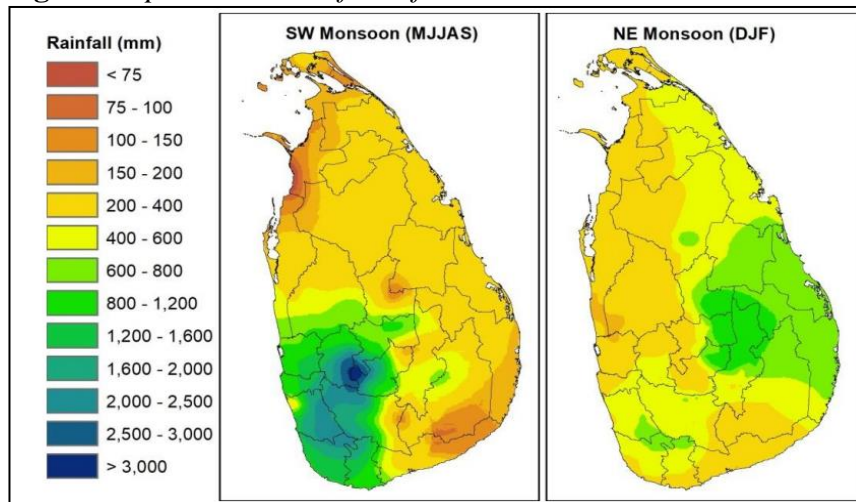 Rainfall (mm)
< 75
75 - 100
100 - 150
150 - 200
200 - 400
400 - 600
600 - 800
800 - 1,200
1,200 - 1,600
1,600 - 2,000
2,000 - 2,500
2,500 - 3,000
> 3,000
SW Monsoon (MJJAS)
NE Monsoon (DJF)